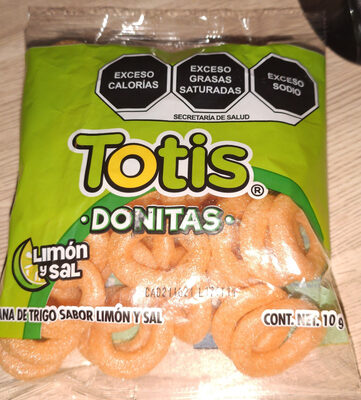 EXCESO CALORÍAS
EXCESO GRASAS SATURADAS
EXCESO SODIO
SECRETARÍA DE SALUD
Totis®
·DONITAS·
Limón y SAL
ANA DE TRIGO SABOR LIMÓN Y SAL
CONT. NET. 10 g